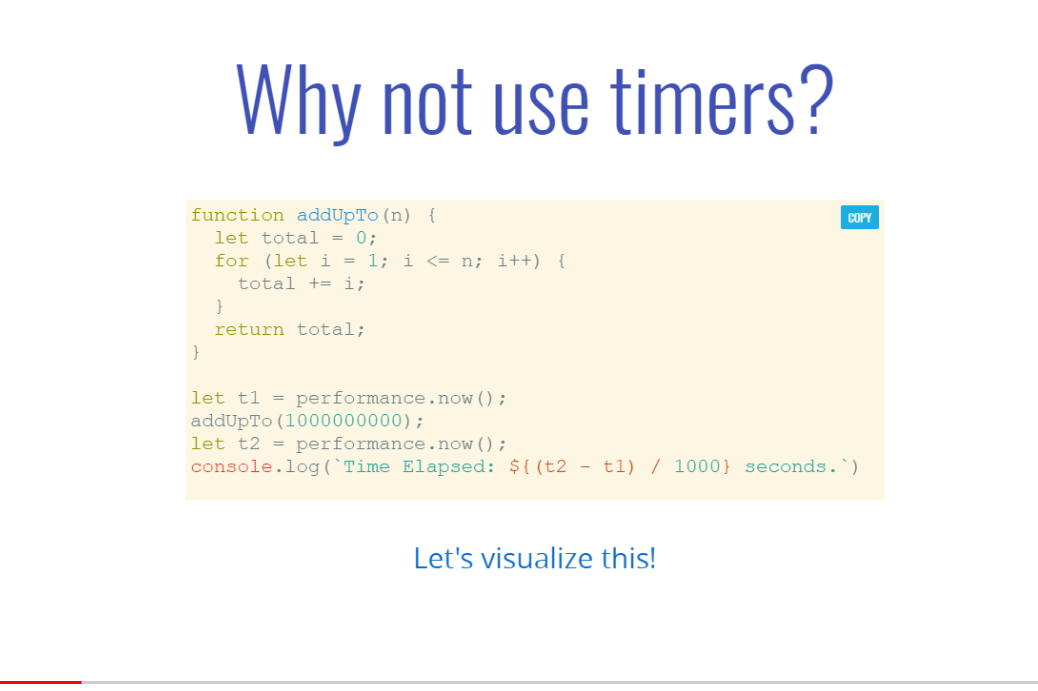 Why not use timers?
COPY
function addUpTo(n) {
  let total = 0;
  for (let i = 1; i <= n; i++) {
    total += i;
  }
  return total;
}

let t1 = performance.now();
addUpTo(1000000000);
let t2 = performance.now();
console.log(`Time Elapsed: ${(t2 - t1) / 1000} seconds.`)
Let's visualize this!